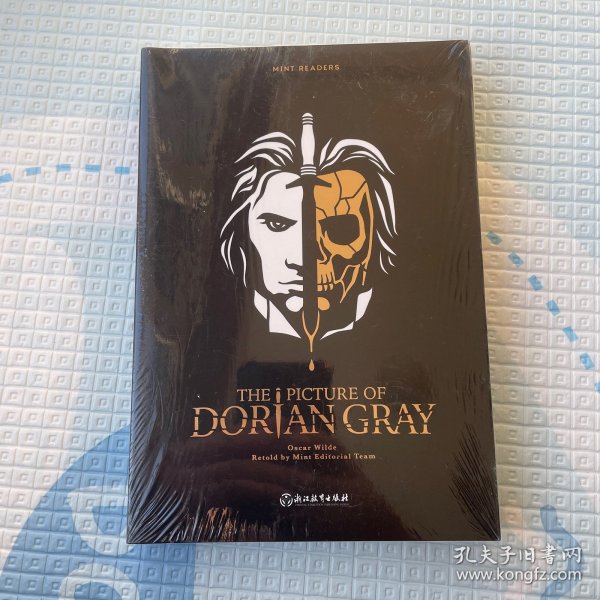 MINT READERS
THE PICTURE OF
DORIAN GRAY
Oscar Wilde
Retold by Mint Editorial Team
浙江教育出版社
孔夫子旧书网
www.kongfz.com